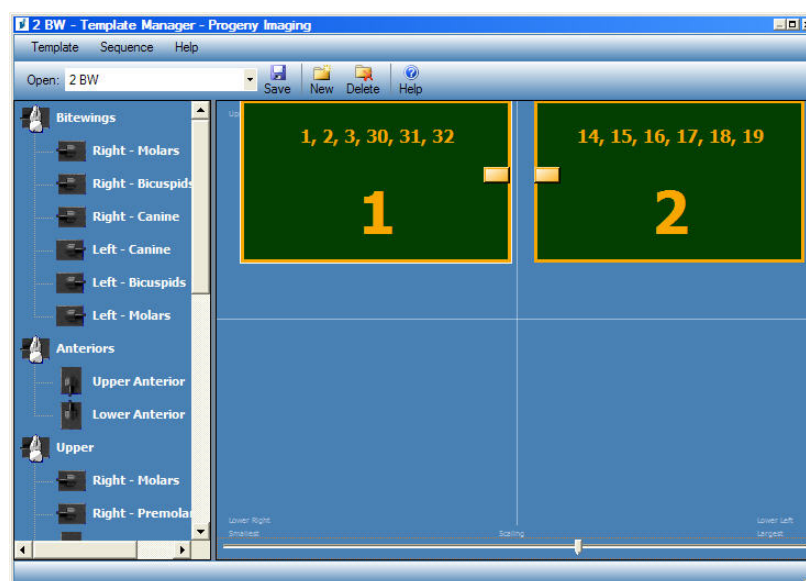 2 BW - Template Manager - Progeny Imaging
Template Sequence Help
Open: 2 BW Save New Delete Help
Bitewings
Right - Molars
Right - Bicuspids
Right - Canine
Left - Canine
Left - Bicuspids
Left - Molars
Anteriors
Upper Anterior
Lower Anterior
Upper
Right - Molars
Right - Premola
1, 2, 3, 30, 31, 32
1
14, 15, 16, 17, 18, 19
2
Lower Right Lower Left
Smallest Scaling Largest